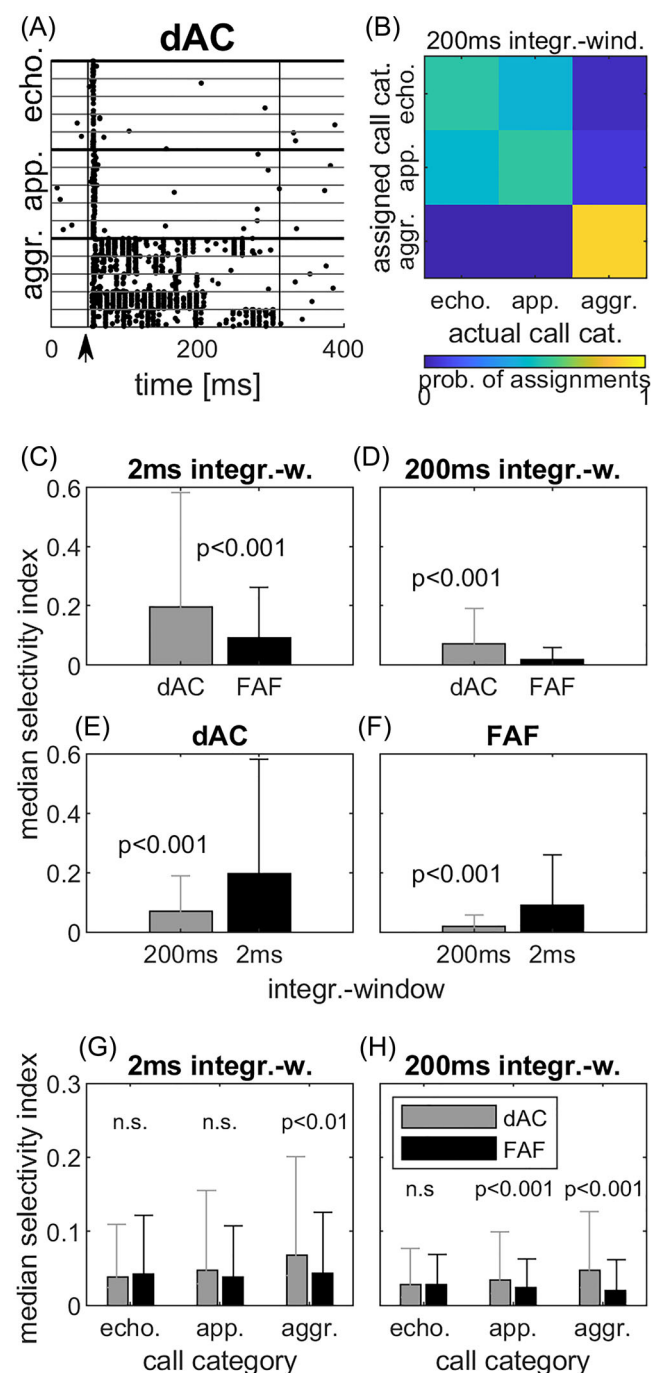 (A) dAC
echo.
app.
aggr.
0 200 400
time [ms]
(B)
200ms integr.-wind.
assigned call cat.
echo.
app.
aggr.
echo. app. aggr.
actual call cat.
prob. of assignments
0 1
(C) 2ms integr.-w.
(D) 200ms integr.-w.
median selectivity index
0.6
0.4
0.2
0
p<0.001
p<0.001
dAC FAF
dAC FAF
(E) dAC
(F) FAF
0.6
0.4
0.2
0
p<0.001
p<0.001
200ms 2ms
200ms 2ms
integr.-window
(G) 2ms integr.-w.
(H) 200ms integr.-w.
median selectivity index
0.3
0.2
0.1
0
n.s. n.s. p<0.01
dAC
FAF
n.s p<0.001 p<0.001
echo. app. aggr.
echo. app. aggr.
call category
call category